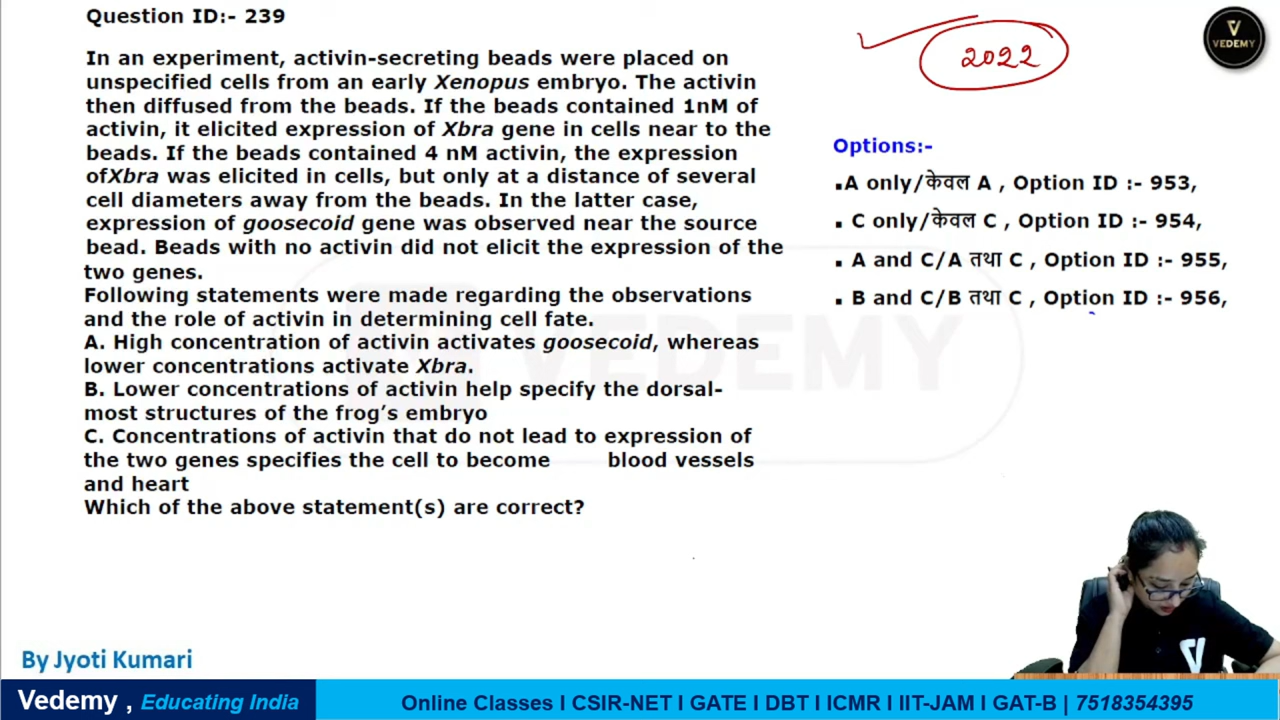 Question ID:- 239
2022
VEDEMY
In an experiment, activin-secreting beads were placed on
unspecified cells from an early Xenopus embryo. The activin
then diffused from the beads. If the beads contained 1nM of
activin, it elicited expression of Xbra gene in cells near to the
beads. If the beads contained 4 nM activin, the expression
ofXbra was elicited in cells, but only at a distance of several
cell diameters away from the beads. In the latter case,
expression of goosecoid gene was observed near the source
bead. Beads with no activin did not elicit the expression of the
two genes.
Following statements were made regarding the observations
and the role of activin in determining cell fate.
A. High concentration of activin activates goosecoid, whereas
lower concentrations activate Xbra.
B. Lower concentrations of activin help specify the dorsal-
most structures of the frog's embryo
C. Concentrations of activin that do not lead to expression of
the two genes specifies the cell to become blood vessels
and heart
Which of the above statement(s) are correct?
Options:-
▪A only/केवल A , Option ID :- 953,
▪ C only/केवल C , Option ID :- 954,
▪ A and C/A तथा C , Option ID :- 955,
▪ B and C/B तथा C , Option ID :- 956,
VEDEMY
By Jyoti Kumari
Vedemy , Educating India
Online Classes I CSIR-NET I GATE I DBT I ICMR I IIT-JAM I GAT-B | 7518354395